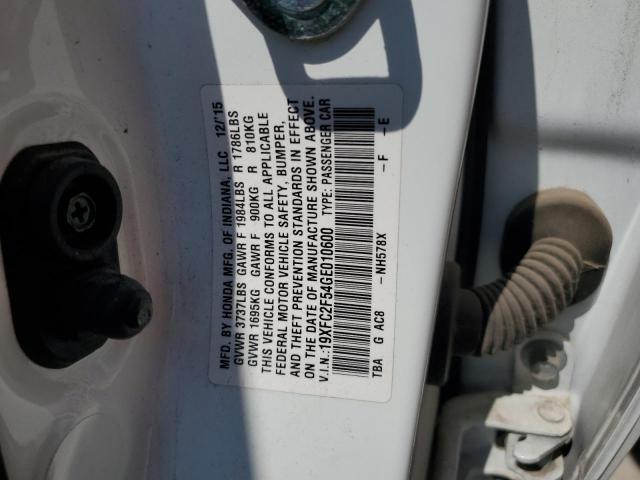 MFD. BY HONDA MFG. OF INDIANA, LLC 12/'15
GVWR 3737LBS GAWR F 1984LBS R 1786LBS
GVWR 1695KG GAWR F 900KG R 810KG
THIS VEHICLE CONFORMS TO ALL APPLICABLE
FEDERAL MOTOR VEHICLE SAFETY, BUMPER,
AND THEFT PREVENTION STANDARDS IN EFFECT
ON THE DATE OF MANUFACTURE SHOWN ABOVE.
V.I.N.:19XFC2F54GE010600 TYPE: PASSENGER CAR
TBA G AC8 -NH578X -F -E